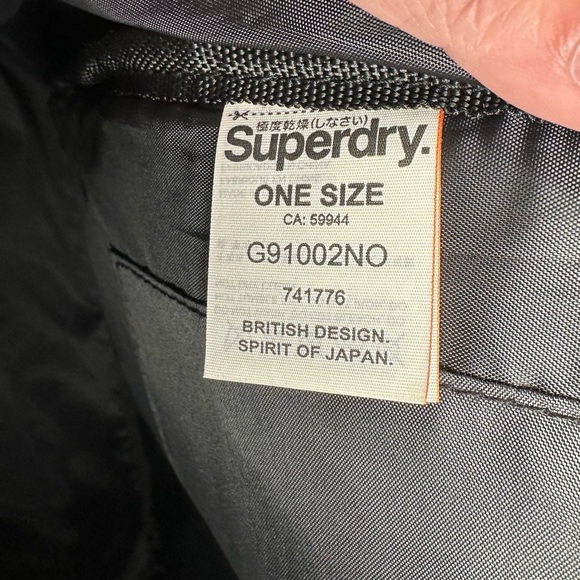 極度乾燥(しなさい)
Superdry.
ONE SIZE
CA: 59944
G91002NO
741776
BRITISH DESIGN.
SPIRIT OF JAPAN.